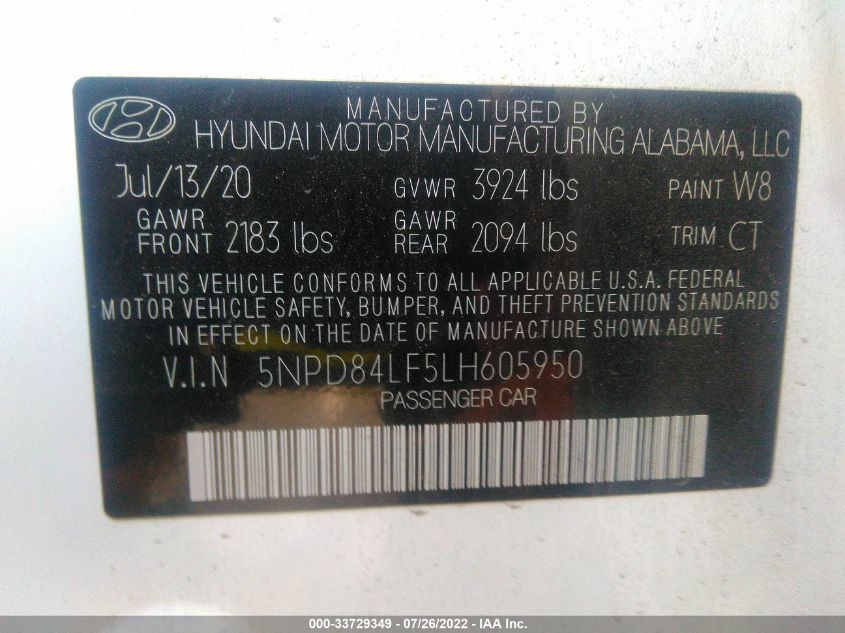 MANUFACTURED BY
HYUNDAI MOTOR MANUFACTURING ALABAMA, LLC
Jul/13/20 GVWR 3924 lbs PAINT W8
GAWR FRONT 2183 lbs GAWR REAR 2094 lbs TRIM CT
THIS VEHICLE CONFORMS TO ALL APPLICABLE U.S.A. FEDERAL
MOTOR VEHICLE SAFETY, BUMPER, AND THEFT PREVENTION STANDARDS
IN EFFECT ON THE DATE OF MANUFACTURE SHOWN ABOVE
V.I.N 5NPD84LF5LH605950
PASSENGER CAR
000-33729349 - 07/26/2022 - IAA Inc.